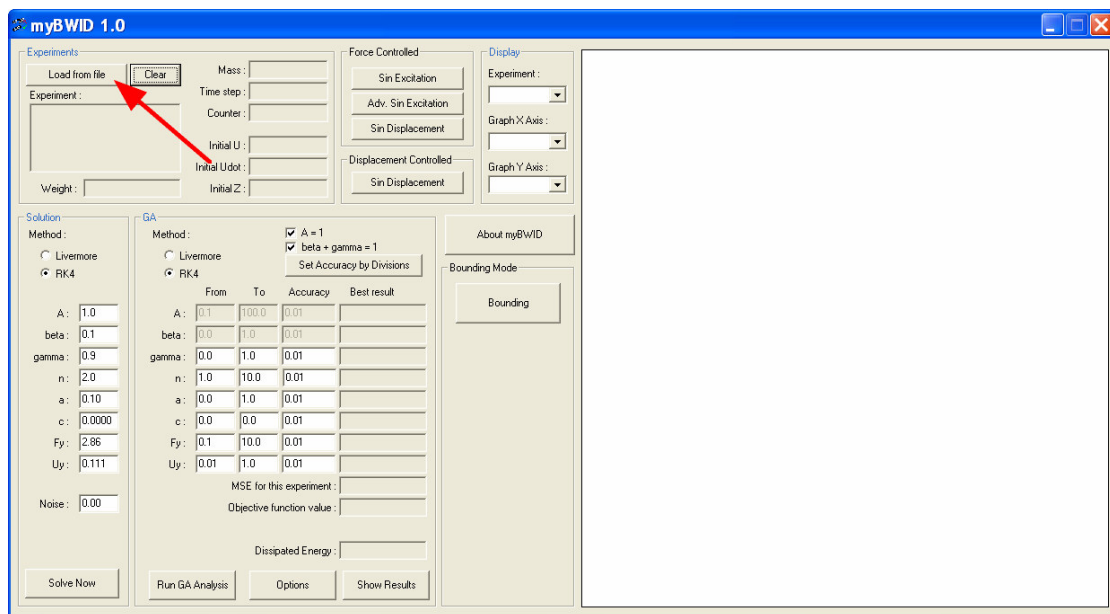 myBWID 1.0
Experiments
Load from file
Clear
Experiment :
Weight :
Mass :
Time step :
Counter :
Initial U :
Initial Udot :
Initial Z :
Force Controlled
Sin Excitation
Adv. Sin Excitation
Sin Displacement
Displacement Controlled
Sin Displacement
Display
Experiment :
Graph X Axis :
Graph Y Axis :
Solution
Method :
Livermore
RK4
A : 1.0
beta : 0.1
gamma : 0.9
n : 2.0
a : 0.10
c : 0.0000
Fy : 2.86
Uy : 0.111
Noise : 0.00
Solve Now
GA
Method :
Livermore
RK4
A = 1
beta + gamma = 1
Set Accuracy by Divisions
From To Accuracy Best result
A : 0.1 100.0 0.01
beta : 0.0 1.0 0.01
gamma : 0.0 1.0 0.01
n : 1.0 10.0 0.01
a : 0.0 1.0 0.01
c : 0.0 0.0 0.01
Fy : 0.1 10.0 0.01
Uy : 0.01 1.0 0.01
MSE for this experiment :
Objective function value :
Dissipated Energy :
Run GA Analysis
Options
Show Results
About myBWID
Bounding Mode
Bounding